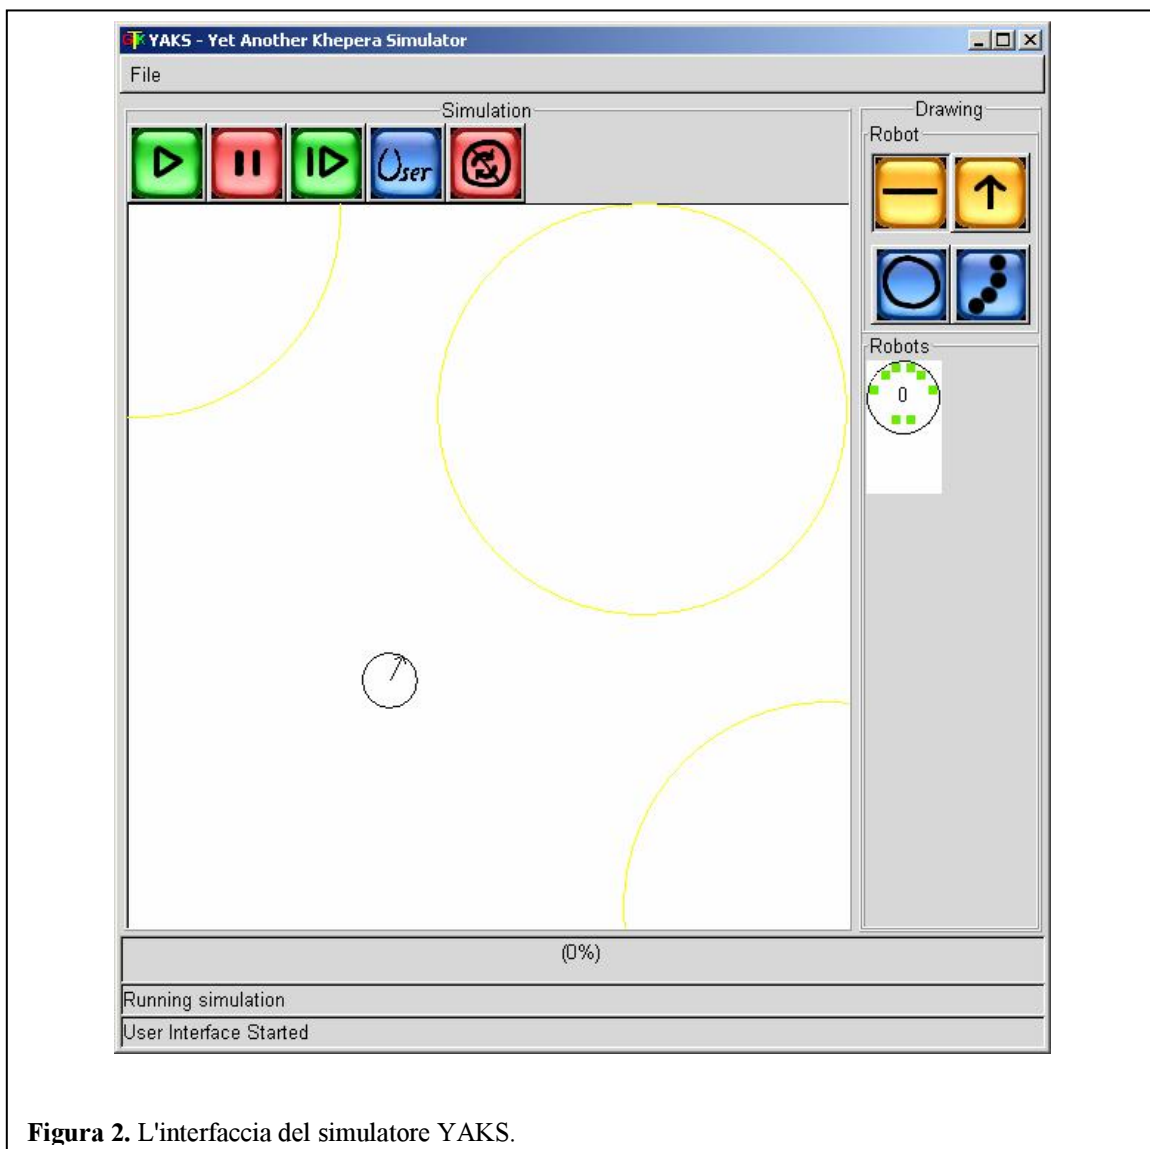 YAKS - Yet Another Khepera Simulator
File
Simulation
User
Drawing
Robot
Robots
0
(0%)
Running simulation
User Interface Started
Figura 2. L'interfaccia del simulatore YAKS.